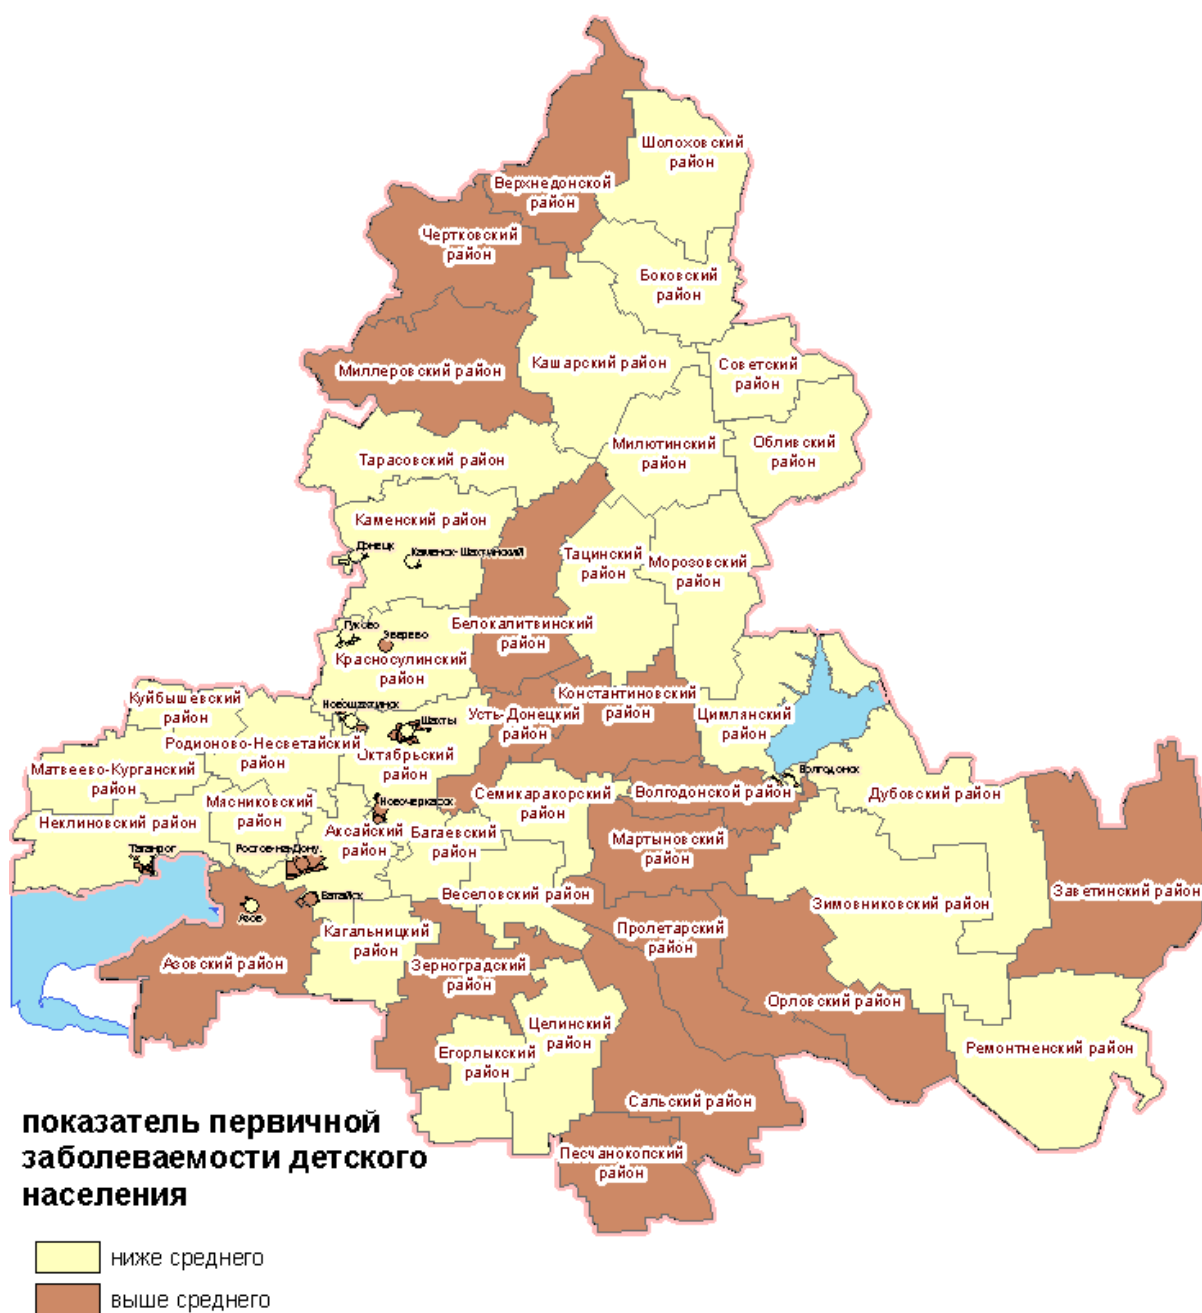 Шолоховский
район
Верхнедонской
район
Чертковский
район
Боковский
район
Миллеровский район
Кашарский район
Советский
район
Милютинский
район
Обливский
район
Тарасовский район
Каменский район
Донецк
Каменск-Шахтинский
Тацинский
район
Морозовский
район
Белокалитвинский
район
Гуково
Зверево
Красносулинский
район
Куйбышевский
район
Новошахтинск
Шахты
Усть-Донецкий
район
Константиновский
район
Цимлянский
район
Родионово-Несветайский
район
Октябрьский
район
Матвеево-Курганский
район
Волгодонск
Волгодонской район
Дубовский район
Семикаракорский
район
Мясниковский
район
Новочеркасск
Неклиновский район
Аксайский
район
Багаевский
район
Мартыновский
район
Таганрог
Ростов-на-Дону.
Веселовский район
Заветинский район
Зимовниковский район
Батайск
Азов
Кагальницкий
район
Пролетарский
район
Азовский район
Зерноградский
район
Орловский район
Целинский
район
Егорлыкский
район
Ремонтненский район
Сальский район
Песчанокопский
район
показатель первичной
заболеваемости детского
населения
ниже среднего
выше среднего